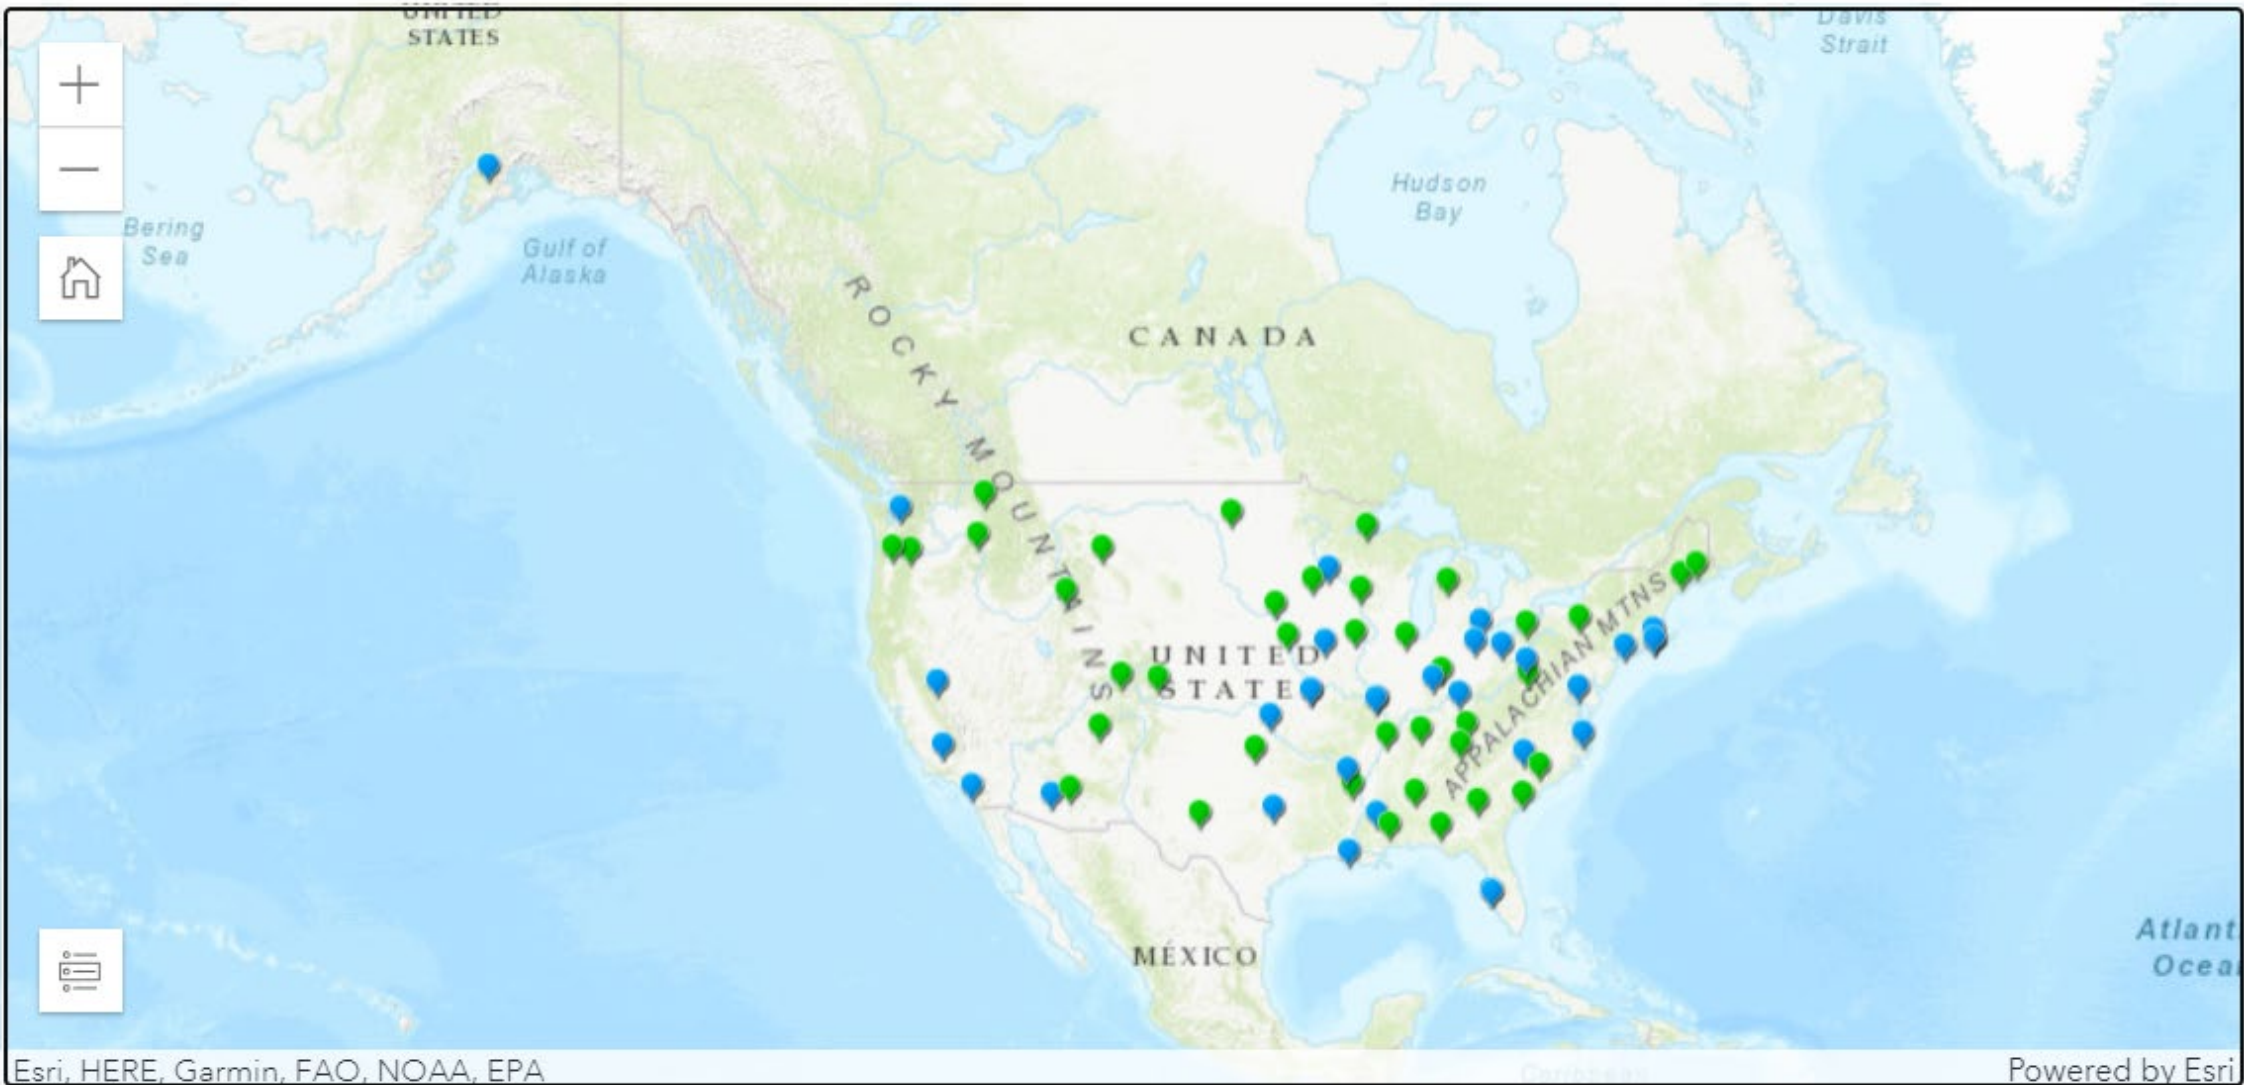 UNITED
STATES
Davis
Strait
Hudson
Bay
Bering
Sea
Gulf of
Alaska
ROCKY MOUNTAINS
CANADA
APPALACHIAN MTNS
UNITED
STATES
MÉXICO
Atlant
Ocea
Esri, HERE, Garmin, FAO, NOAA, EPA
Powered by Esri